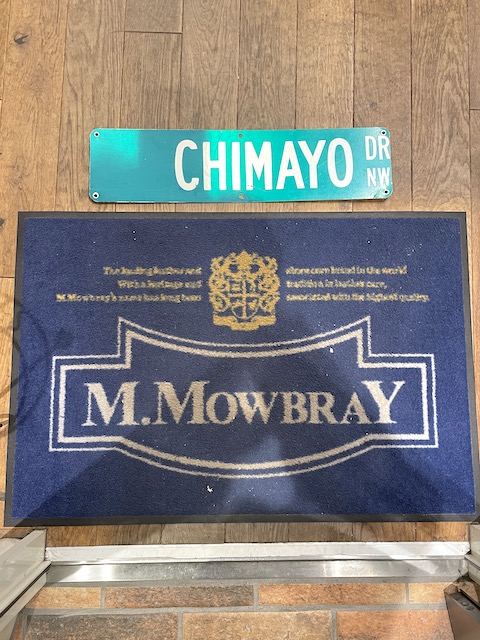 CHIMAYO DR NW
The leading leather and shoe care brand in the world
With a heritage and tradition in leather care,
M.Mowbray's name has long been associated with the highest quality.
M.MOWBRAY